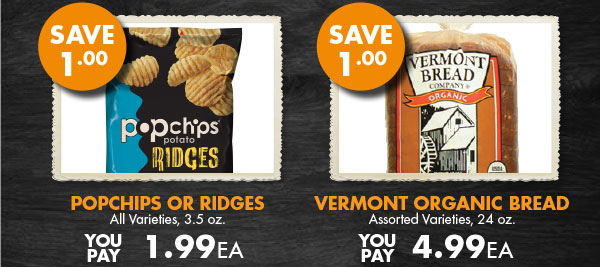 SAVE
1.00
popchips
potato
RIDGES
POPCHIPS OR RIDGES
All Varieties, 3.5 oz.
YOU PAY 1.99EA
SAVE
1.00
VERMONT
BREAD
COMPANY®
ORGANIC
VERMONT ORGANIC BREAD
Assorted Varieties, 24 oz.
YOU PAY 4.99EA